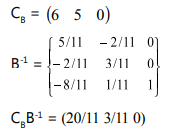 C_B = (6 5 0)
5/11 - 2/11 0
B⁻¹ = - 2/11 3/11 0
-8/11 1/11 1
C_B B⁻¹ = (20/11 3/11 0)